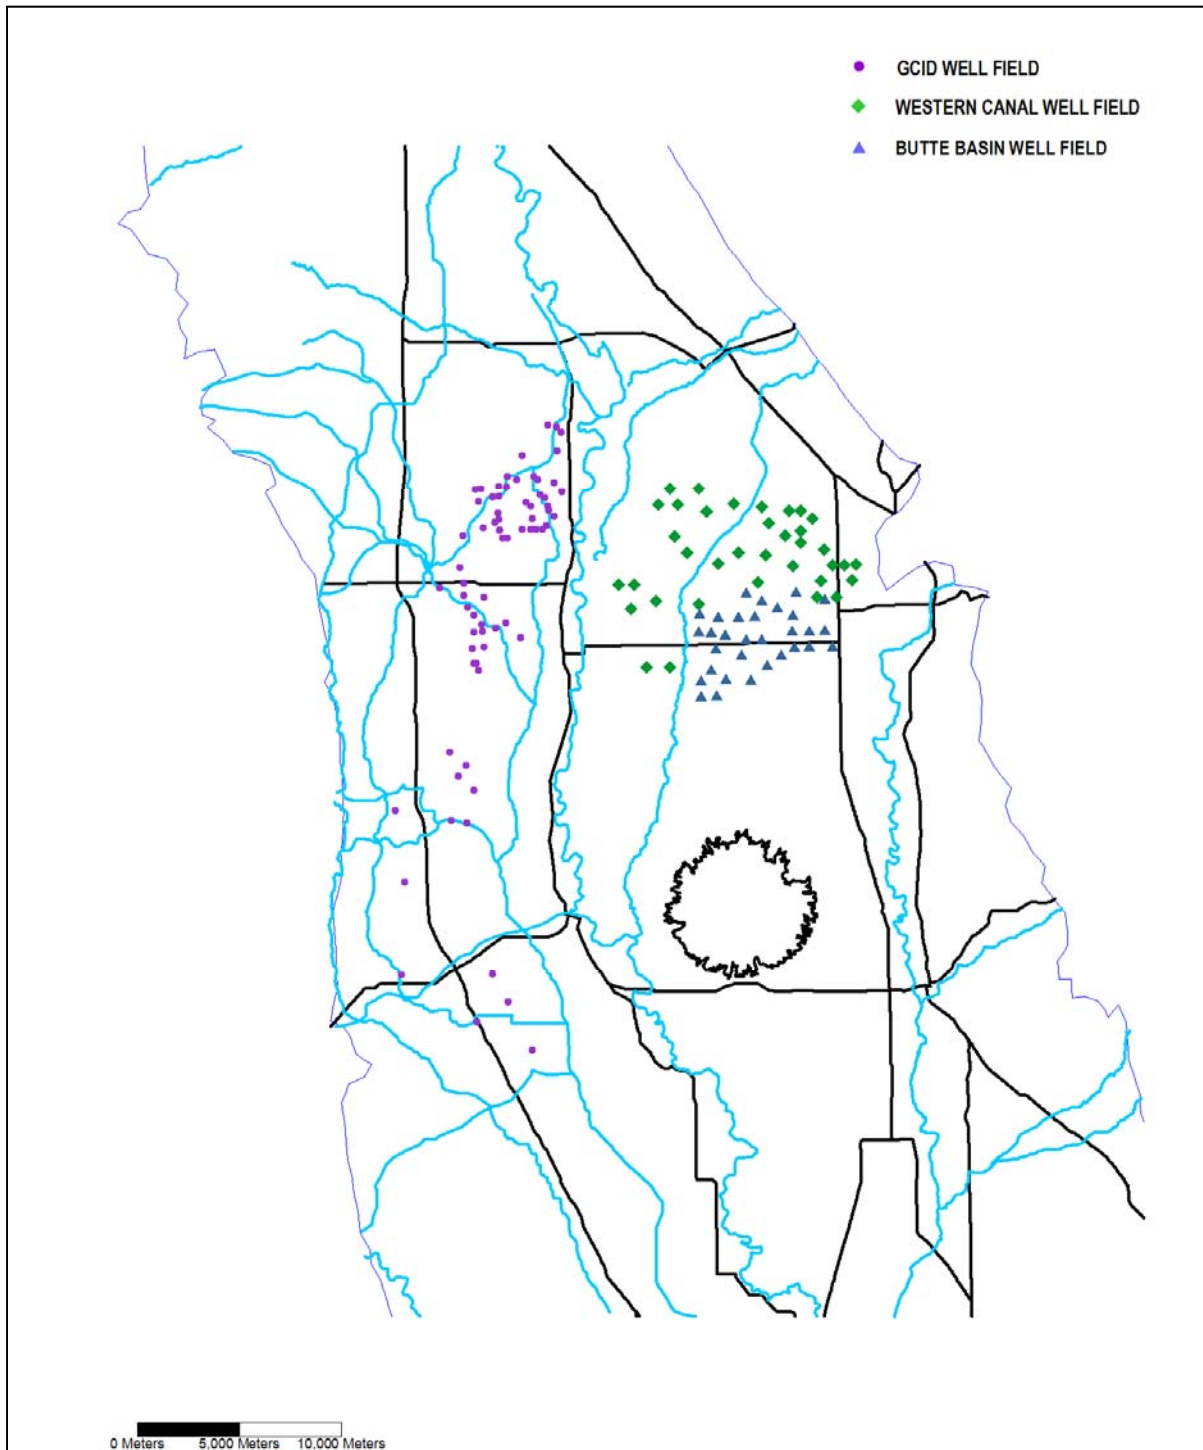 GCID WELL FIELD
WESTERN CANAL WELL FIELD
BUTTE BASIN WELL FIELD
0 Meters 5,000 Meters 10,000 Meters